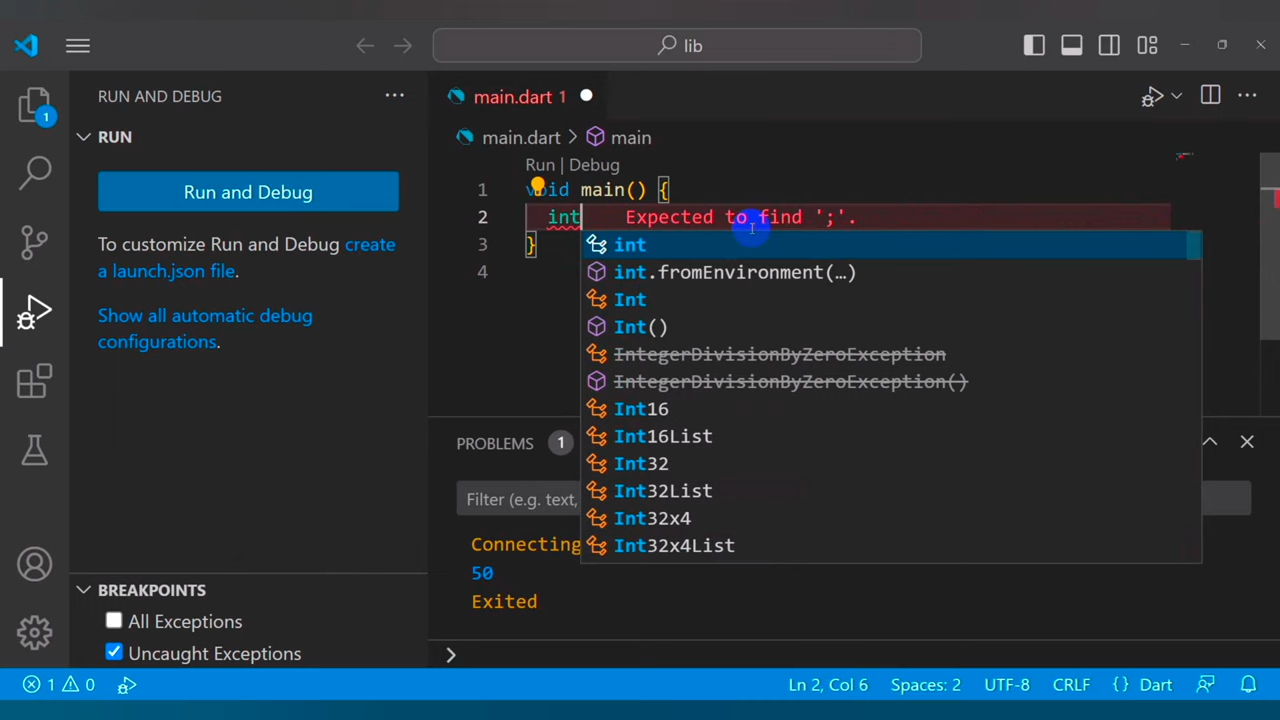 lib
RUN AND DEBUG ...
RUN
Run and Debug
To customize Run and Debug create
a launch.json file.
Show all automatic debug
configurations.
BREAKPOINTS
All Exceptions
Uncaught Exceptions
main.dart 1
main.dart > main
Run | Debug
1 void main() {
2 int Expected to find ';'.
3 }
4
int
int.fromEnvironment(…)
Int
Int()
IntegerDivisionByZeroException
IntegerDivisionByZeroException()
Int16
Int16List
Int32
Int32List
Int32x4
Int32x4List
PROBLEMS 1
Filter (e.g. text,
Connecting
50
Exited
>
1
1 0
Ln 2, Col 6 Spaces: 2 UTF-8 CRLF {} Dart